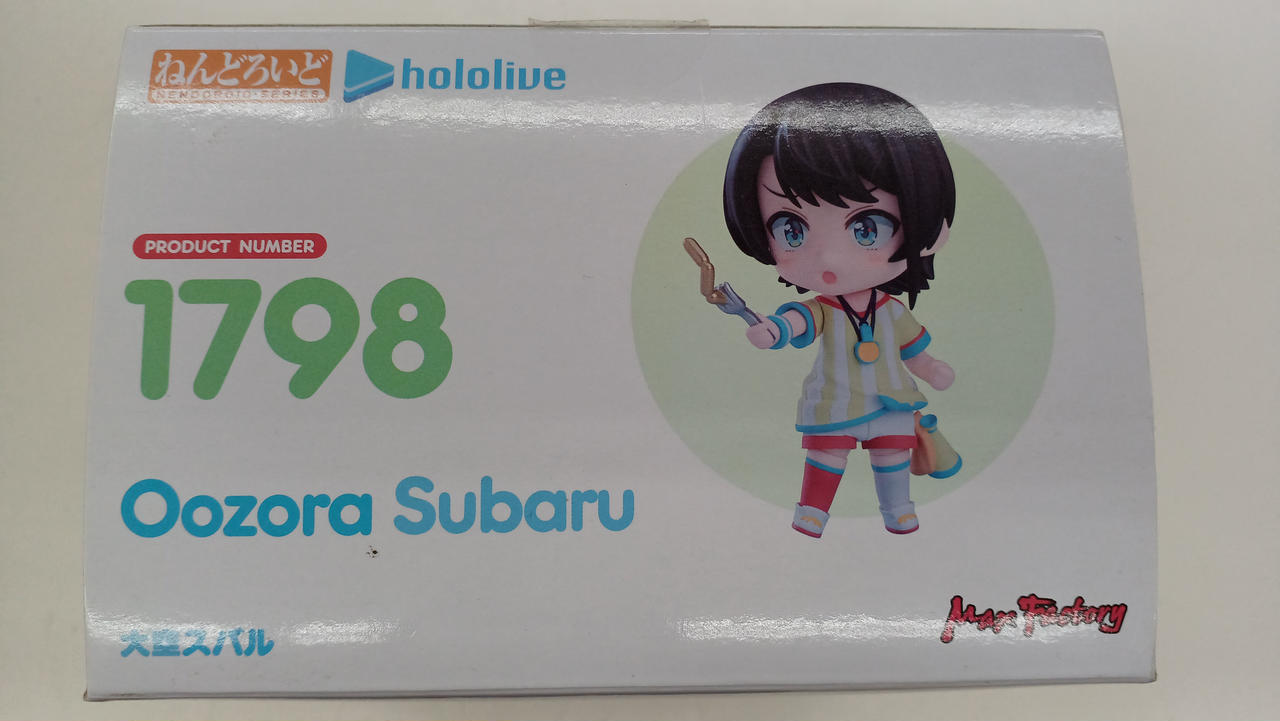 ねんどろいど
NENDOROID SERIES
hololive
PRODUCT NUMBER
1798
Oozora Subaru
大空スバル
Max Factory